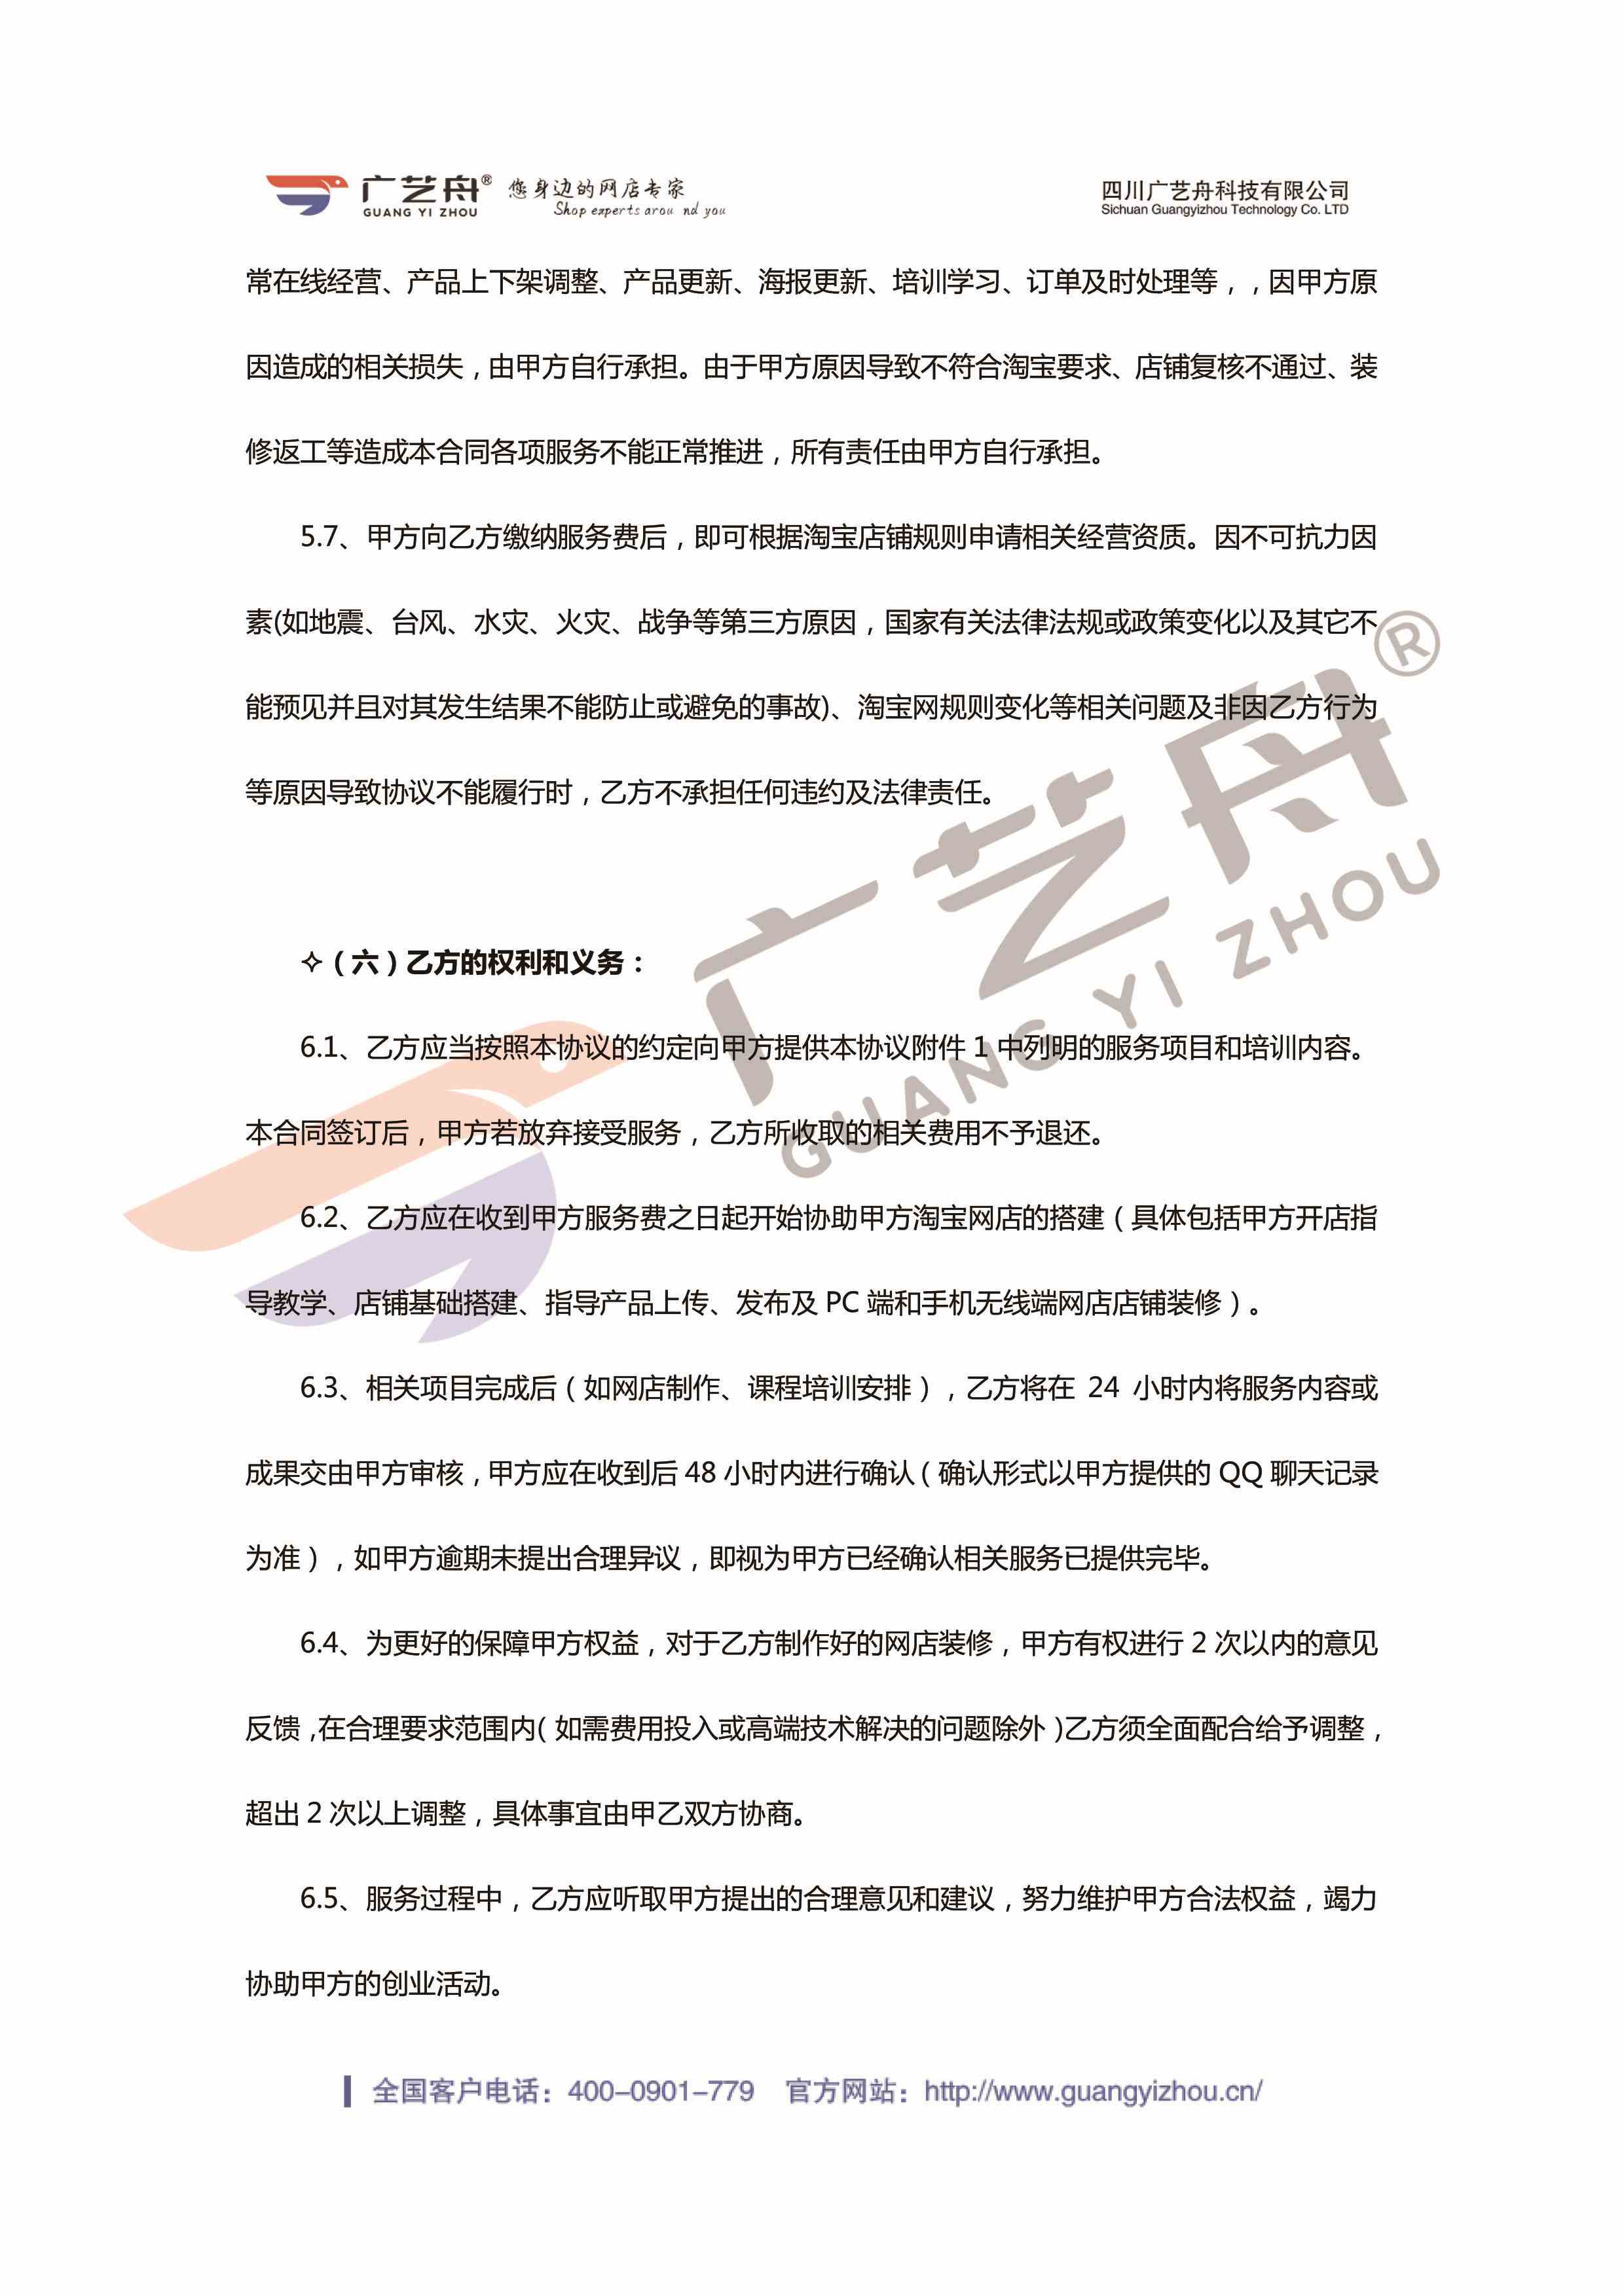 广艺舟® 您身边的网店专家 四川广艺舟科技有限公司
GUANG YI ZHOU Shop experts arou nd you Sichuan Guangyizhou Technology Co. LTD
常在线经营、产品上下架调整、产品更新、海报更新、培训学习、订单及时处理等，，因甲方原
因造成的相关损失，由甲方自行承担。由于甲方原因导致不符合淘宝要求、店铺复核不通过、装
修返工等造成本合同各项服务不能正常推进，所有责任由甲方自行承担。
5.7、甲方向乙方缴纳服务费后，即可根据淘宝店铺规则申请相关经营资质。因不可抗力因
素(如地震、台风、水灾、火灾、战争等第三方原因，国家有关法律法规或政策变化以及其它不
能预见并且对其发生结果不能防止或避免的事故)、淘宝网规则变化等相关问题及非因乙方行为
等原因导致协议不能履行时，乙方不承担任何违约及法律责任。
✧（六）乙方的权利和义务：
6.1、乙方应当按照本协议的约定向甲方提供本协议附件 1 中列明的服务项目和培训内容。
本合同签订后，甲方若放弃接受服务，乙方所收取的相关费用不予退还。
6.2、乙方应在收到甲方服务费之日起开始协助甲方淘宝网店的搭建（具体包括甲方开店指
导教学、店铺基础搭建、指导产品上传、发布及 PC 端和手机无线端网店店铺装修）。
6.3、相关项目完成后（如网店制作、课程培训安排），乙方将在 24 小时内将服务内容或
成果交由甲方审核，甲方应在收到后 48 小时内进行确认（确认形式以甲方提供的 QQ 聊天记录
为准），如甲方逾期未提出合理异议，即视为甲方已经确认相关服务已提供完毕。
6.4、为更好的保障甲方权益，对于乙方制作好的网店装修，甲方有权进行 2 次以内的意见
反馈，在合理要求范围内（如需费用投入或高端技术解决的问题除外）乙方须全面配合给予调整，
超出 2 次以上调整，具体事宜由甲乙双方协商。
6.5、服务过程中，乙方应听取甲方提出的合理意见和建议，努力维护甲方合法权益，竭力
协助甲方的创业活动。
广艺舟®
GUANG YI ZHOU
全国客户电话：400-0901-779 官方网站：http://www.guangyizhou.cn/